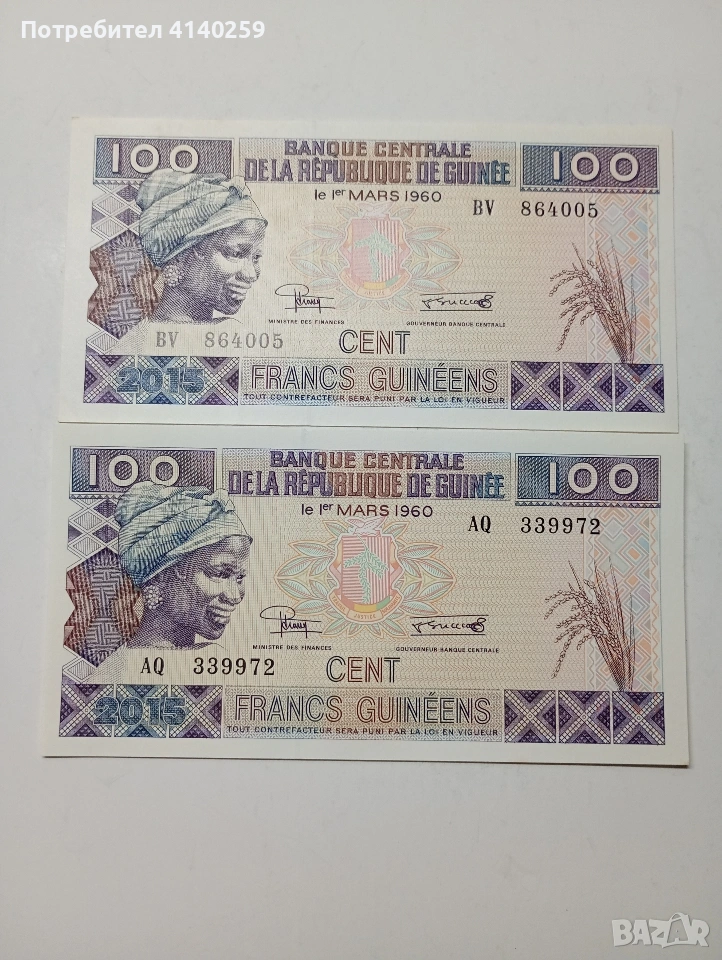 Потребител 4140259
100
BANQUE CENTRALE
100
DE LA RÉPUBLIQUE DE GUINÉE
le 1er MARS 1960
BV 864005
MINISTRE DES FINANCES
GOUVERNEUR BANQUE CENTRALE
BV 864005
CENT
2015
FRANCS GUINÉENS
TOUT CONTREFACTEUR SERA PUNI PAR LA LOI EN VIGUEUR
100
BANQUE CENTRALE
100
DE LA RÉPUBLIQUE DE GUINÉE
le 1er MARS 1960
AQ 339972
JUSTICE
MINISTRE DES FINANCES
GOUVERNEUR BANQUE CENTRALE
AQ 339972
CENT
2015
FRANCS GUINÉENS
TOUT CONTREFACTEUR SERA PUNI PAR LA LOI EN VIGUEUR
BAZAR